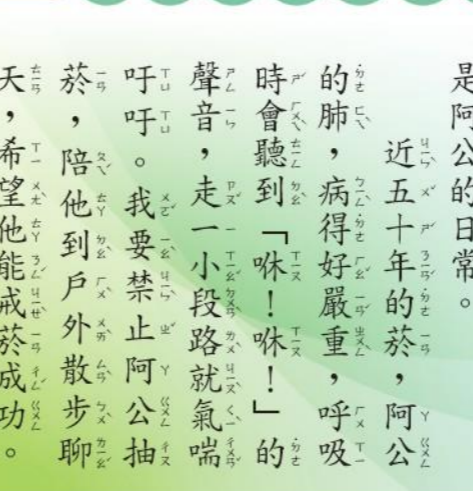 是阿公的日常。
近五十年的菸，阿公
的肺，病得好嚴重，呼吸
時會聽到「咻！咻！」的
聲音，走一小段路就氣喘
吁吁。我要禁止阿公抽
菸，陪他到戶外散步聊
天，希望他能戒菸成功。